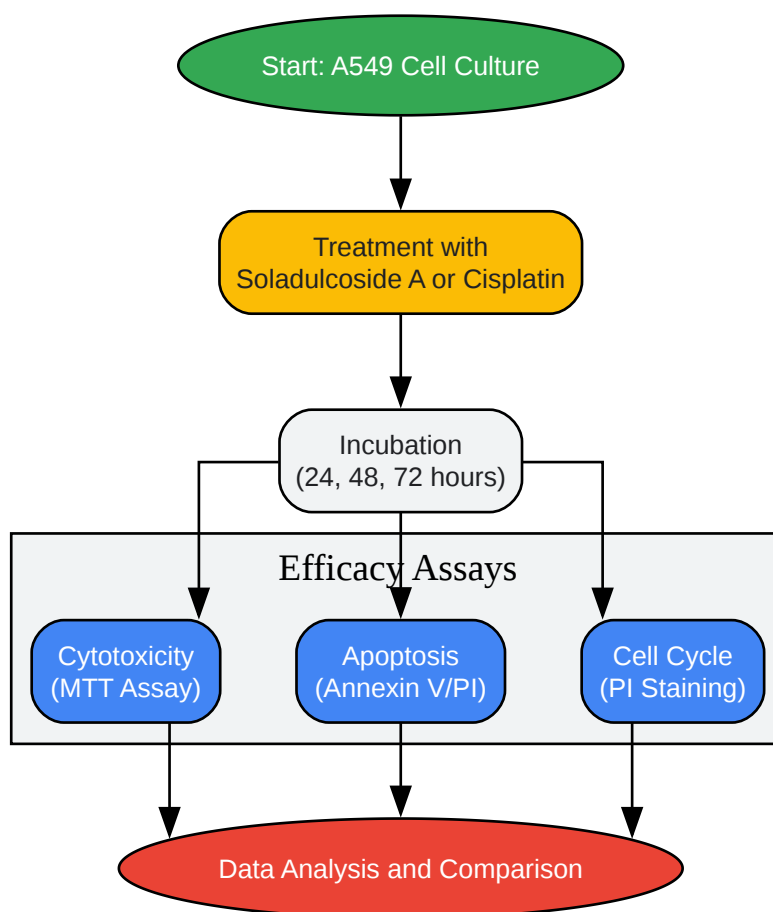 Start: A549 Cell Culture
Treatment with
Soladulcoside A or Cisplatin
Incubation
(24, 48, 72 hours)
Efficacy Assays
Cytotoxicity
(MTT Assay)
Apoptosis
(Annexin V/PI)
Cell Cycle
(PI Staining)
Data Analysis and Comparison